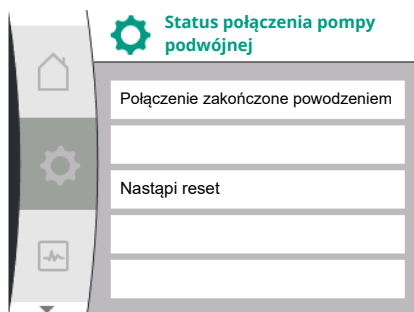 Status połączenia pompy
podwójnej
Połączenie zakończone powodzeniem
Nastąpi reset